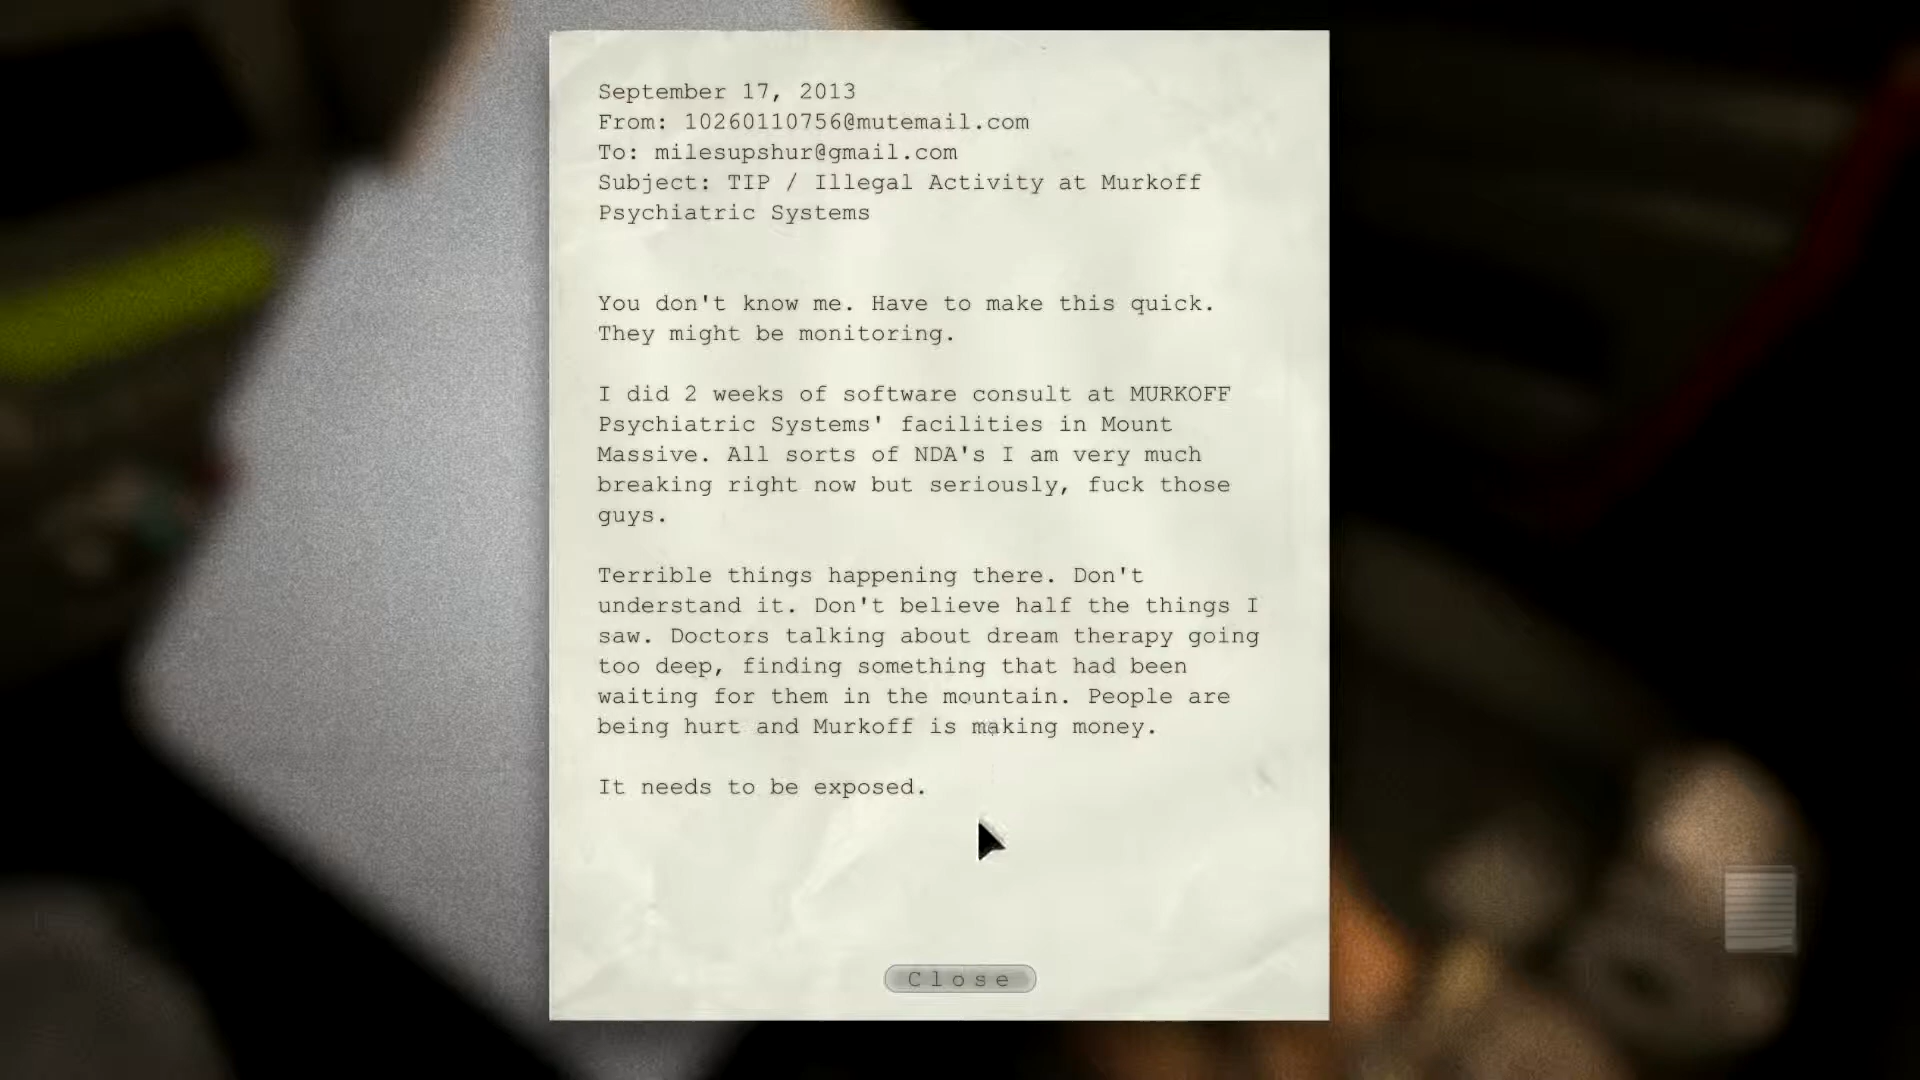 September 17, 2013
From: 10260110756@mutemail.com
To: milesupshur@gmail.com
Subject: TIP / Illegal Activity at Murkoff
Psychiatric Systems
You don't know me. Have to make this quick.
They might be monitoring.
I did 2 weeks of software consult at MURKOFF
Psychiatric Systems' facilities in Mount
Massive. All sorts of NDA's I am very much
breaking right now but seriously, fuck those
guys.
Terrible things happening there. Don't
understand it. Don't believe half the things I
saw. Doctors talking about dream therapy going
too deep, finding something that had been
waiting for them in the mountain. People are
being hurt and Murkoff is making money.
It needs to be exposed.
Close